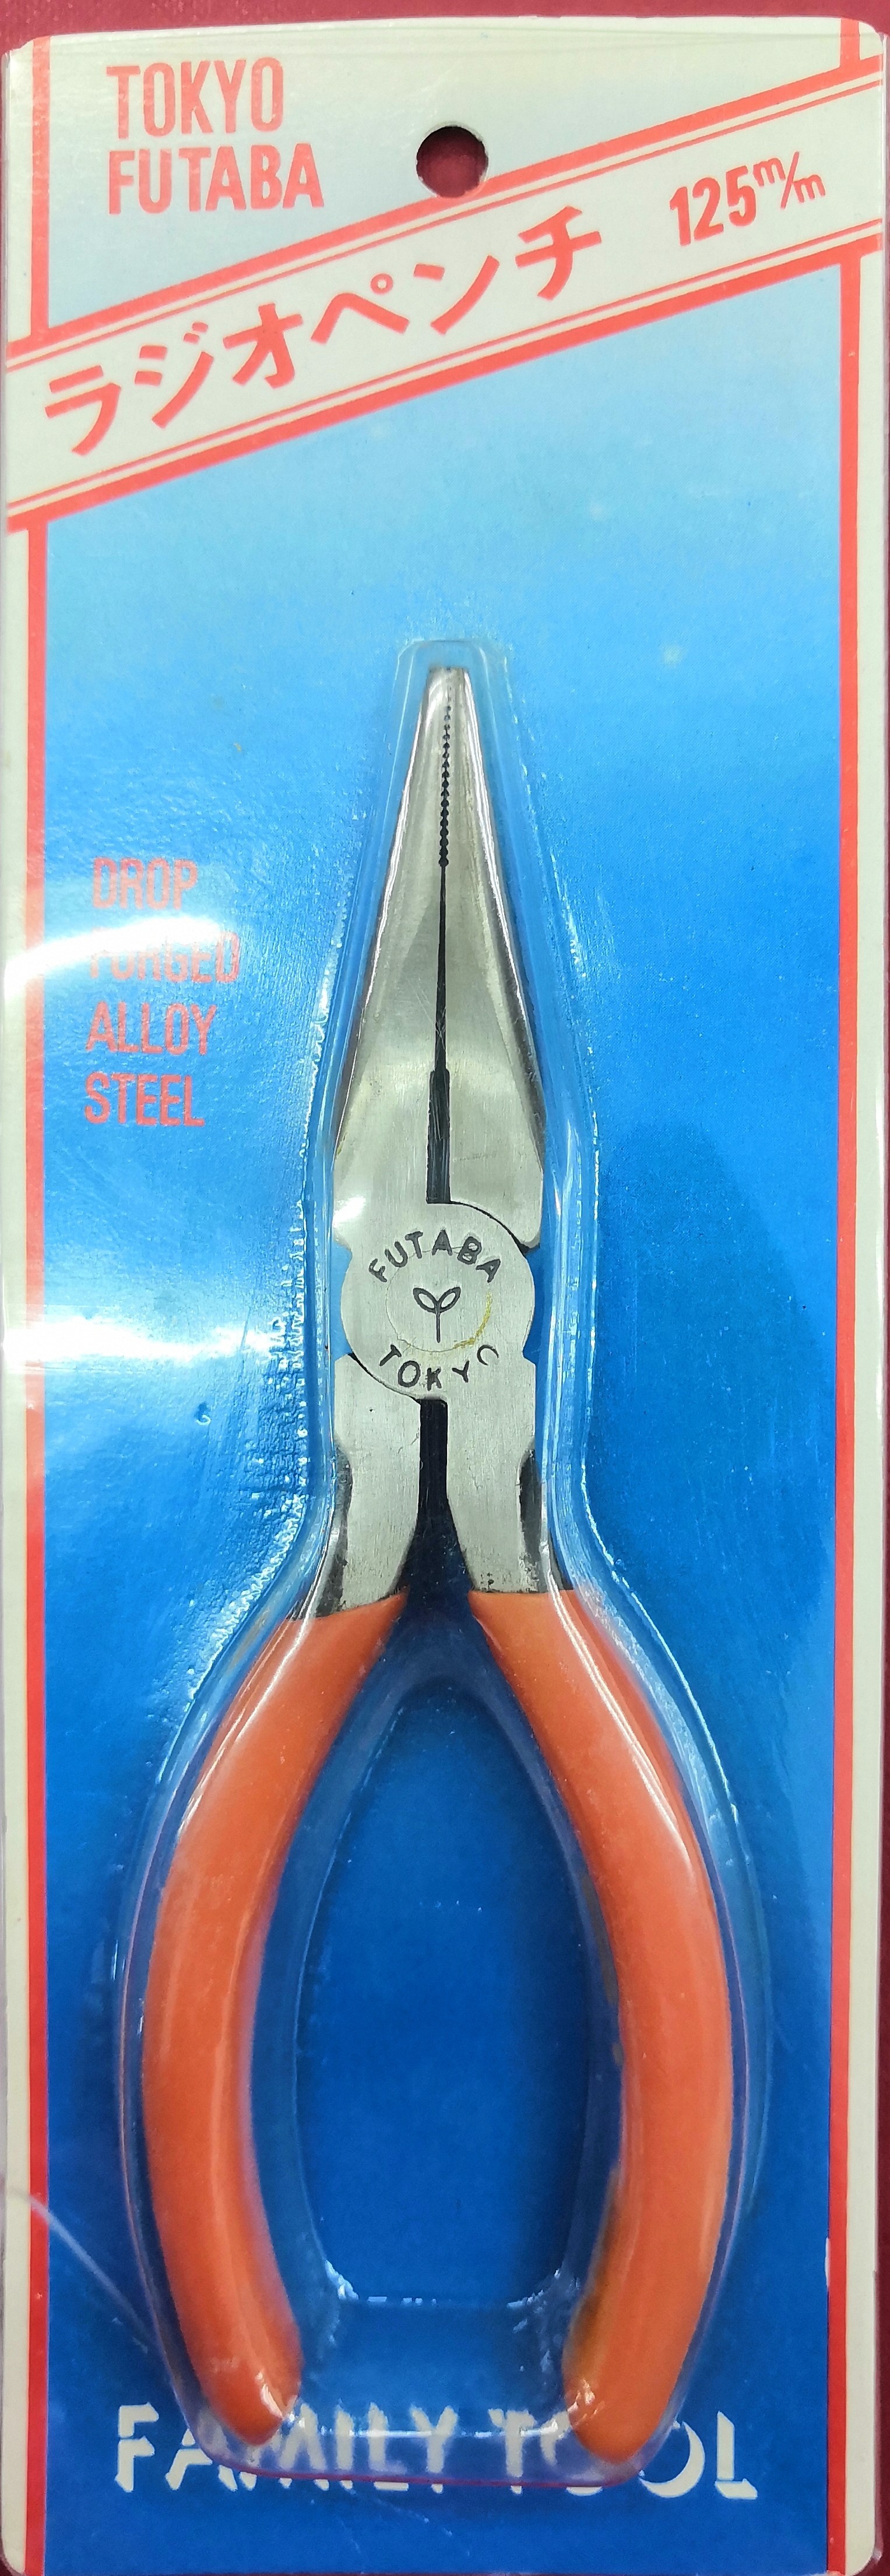 TOKYO
FUTABA
ラジオペンチ 125m/m
DROP
FORGED
ALLOY
STEEL
FUTABA
TOKYO
FAMILY TOOL